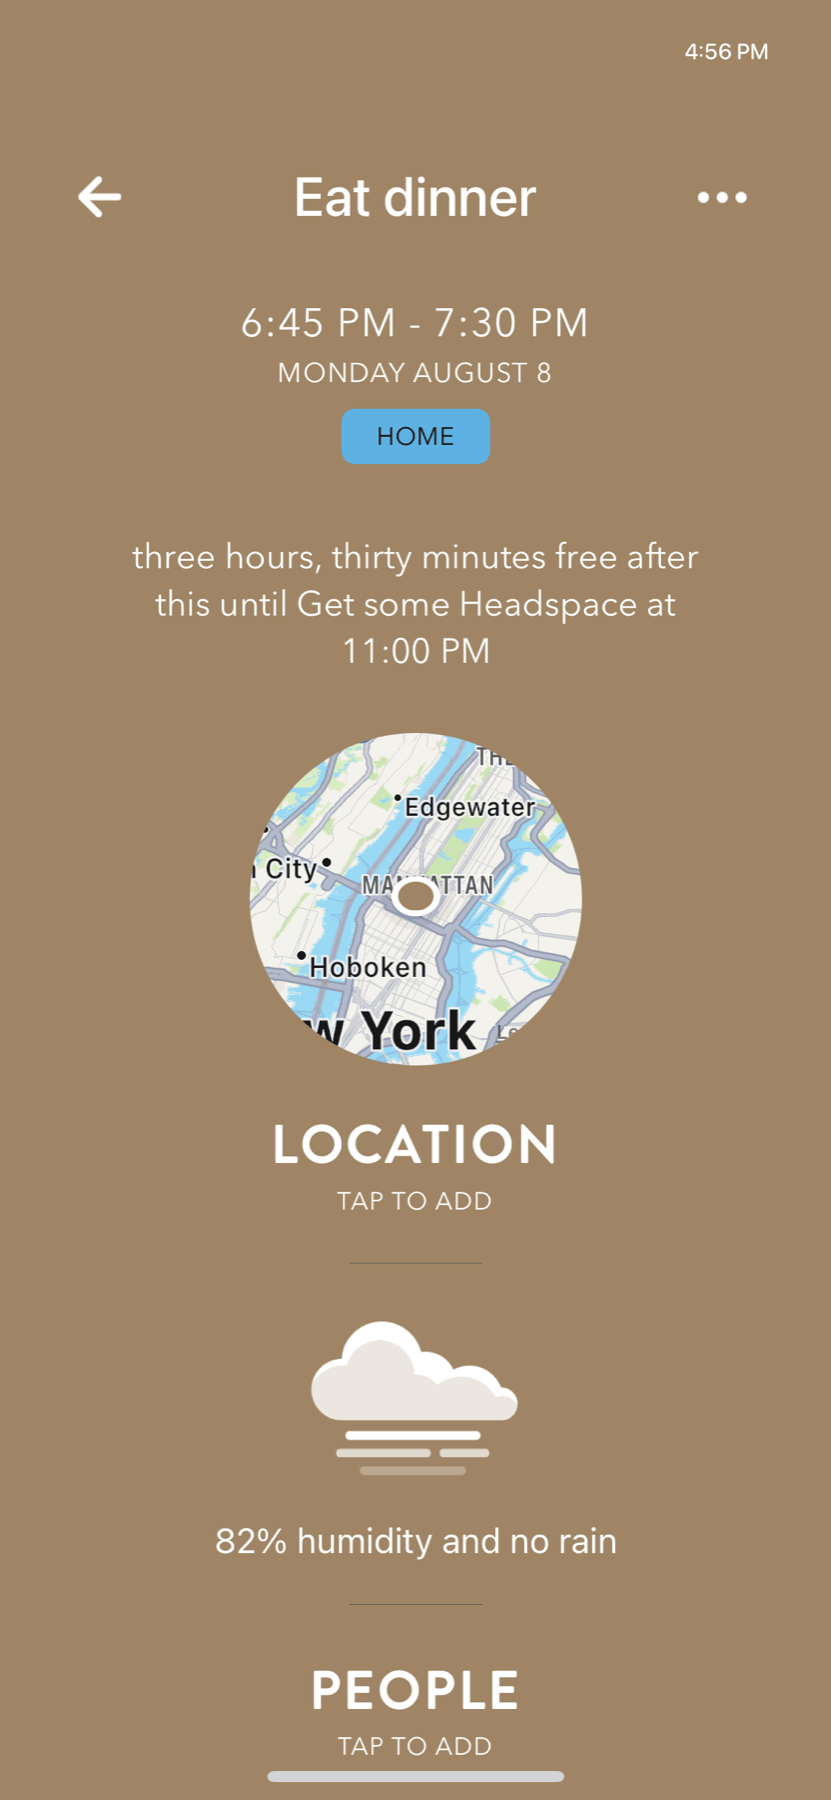 4:56 PM
Eat dinner
6:45 PM - 7:30 PM
MONDAY AUGUST 8
HOME
three hours, thirty minutes free after
this until Get some Headspace at
11:00 PM
Edgewater
City
MANHATTAN
Hoboken
York
LOCATION
TAP TO ADD
82% humidity and no rain
PEOPLE
TAP TO ADD